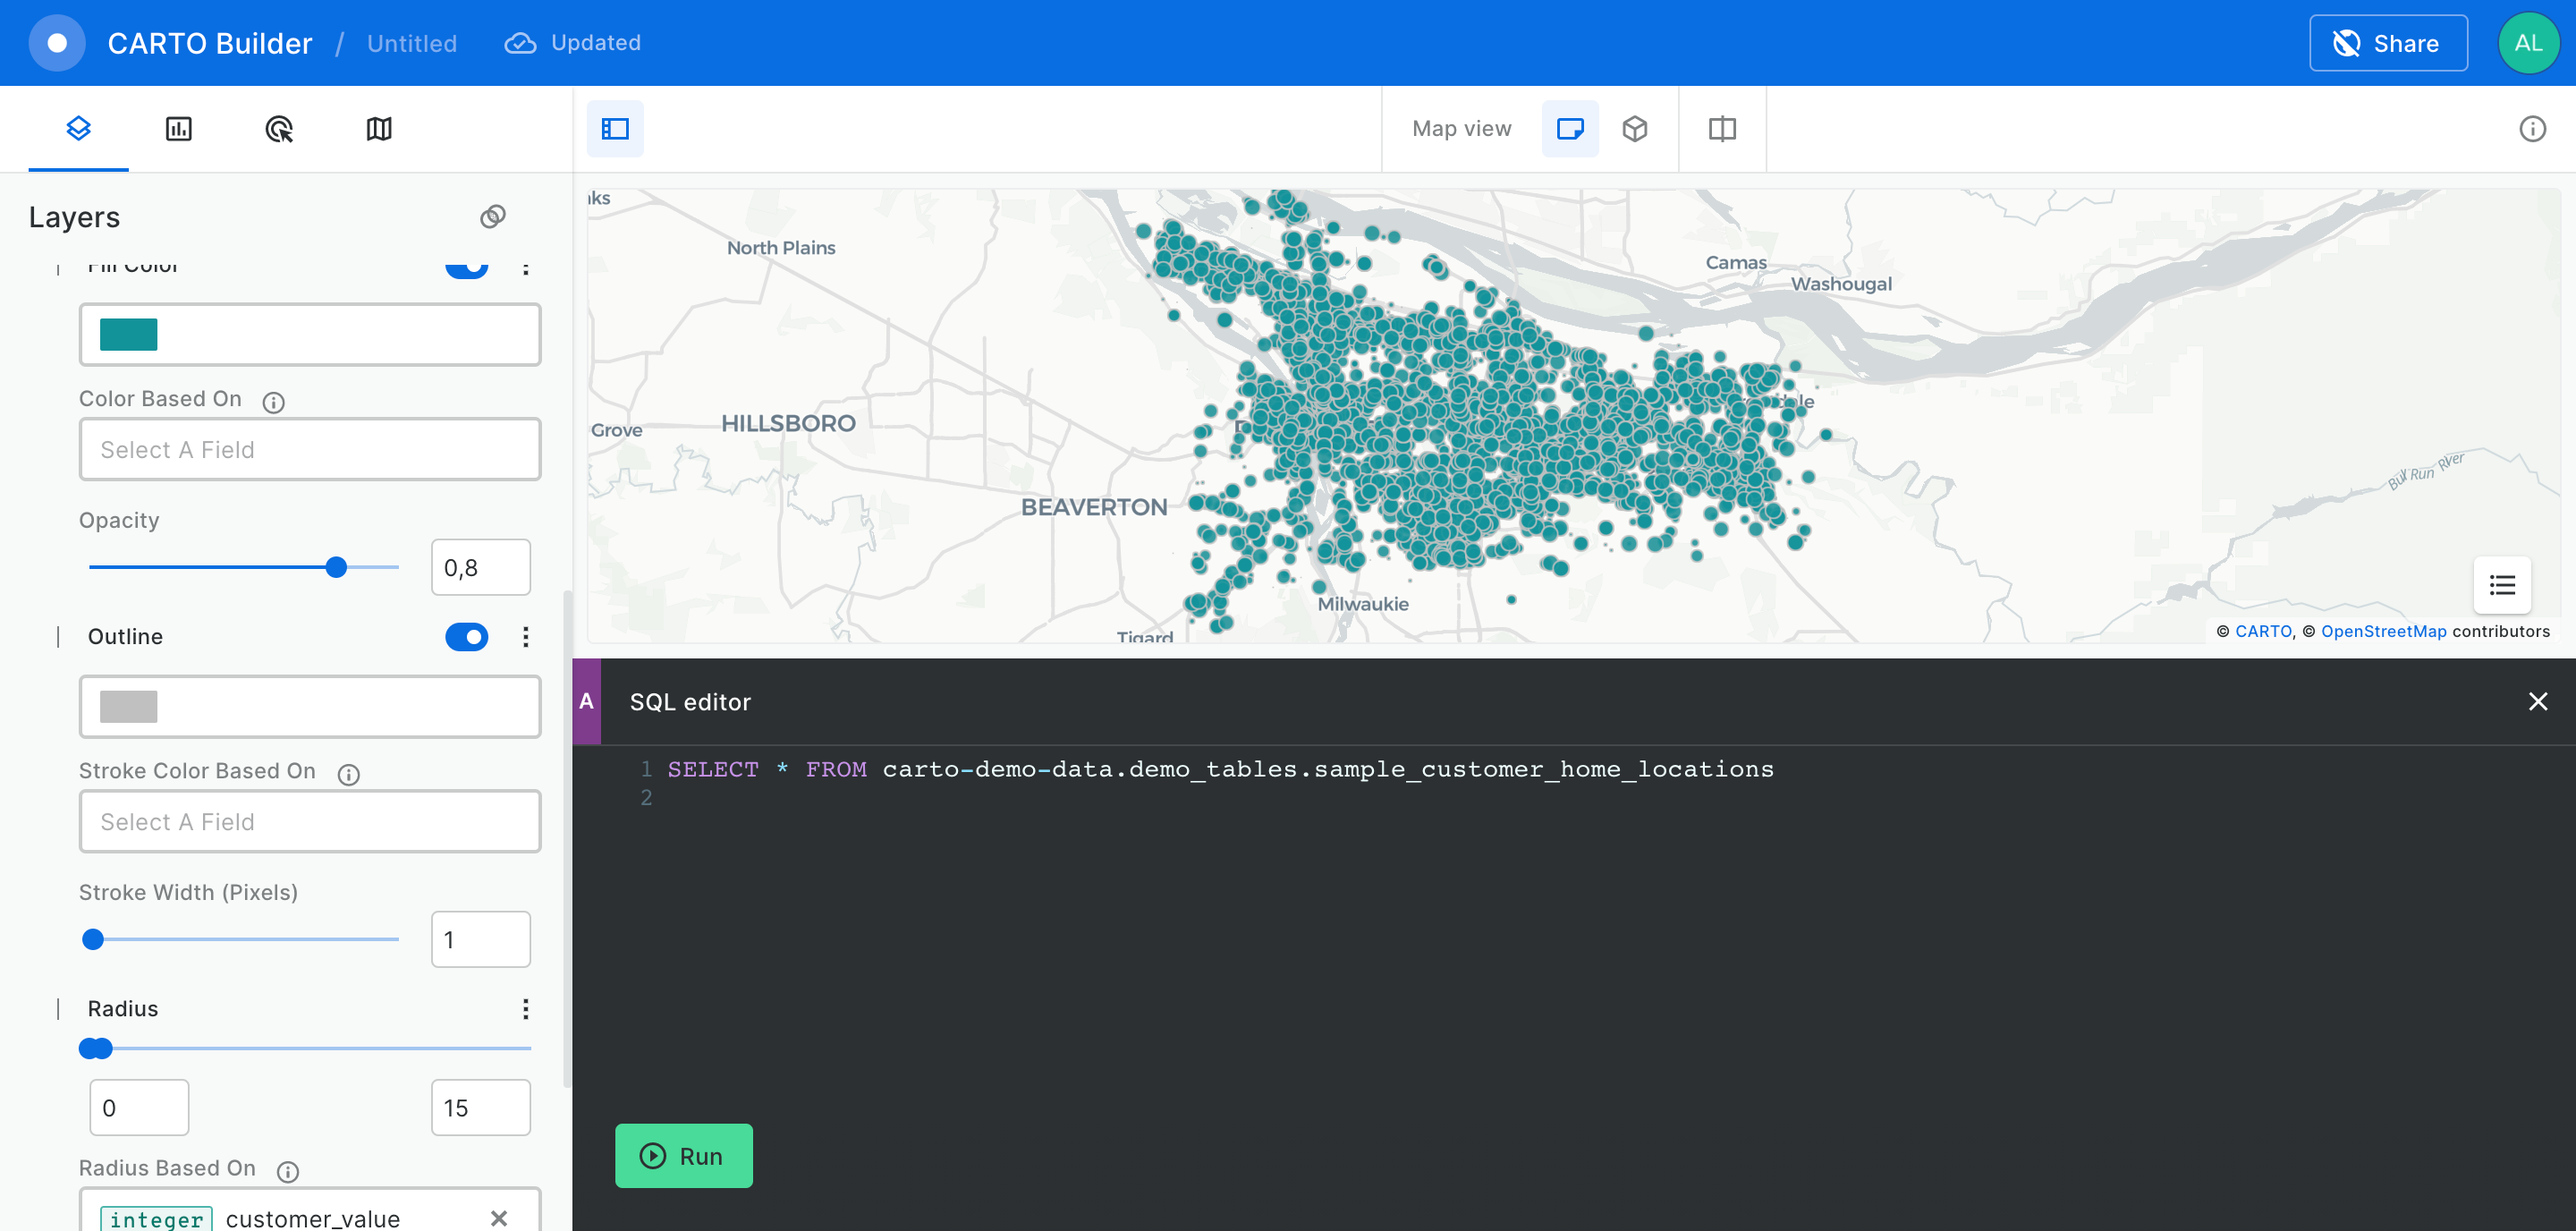 CARTO Builder / Untitled Updated
Share
AL
Map view
Layers
Fill Color
Color Based On
Select A Field
Opacity
0,8
Outline
Stroke Color Based On
Select A Field
Stroke Width (Pixels)
1
Radius
0
15
Radius Based On
integer customer_value
North Plains
Camas
Washougal
HILLSBORO
Grove
BEAVERTON
Bull Run River
Milwaukie
Tigard
© CARTO, © OpenStreetMap contributors
A
SQL editor
1 SELECT * FROM carto-demo-data.demo_tables.sample_customer_home_locations
2
Run